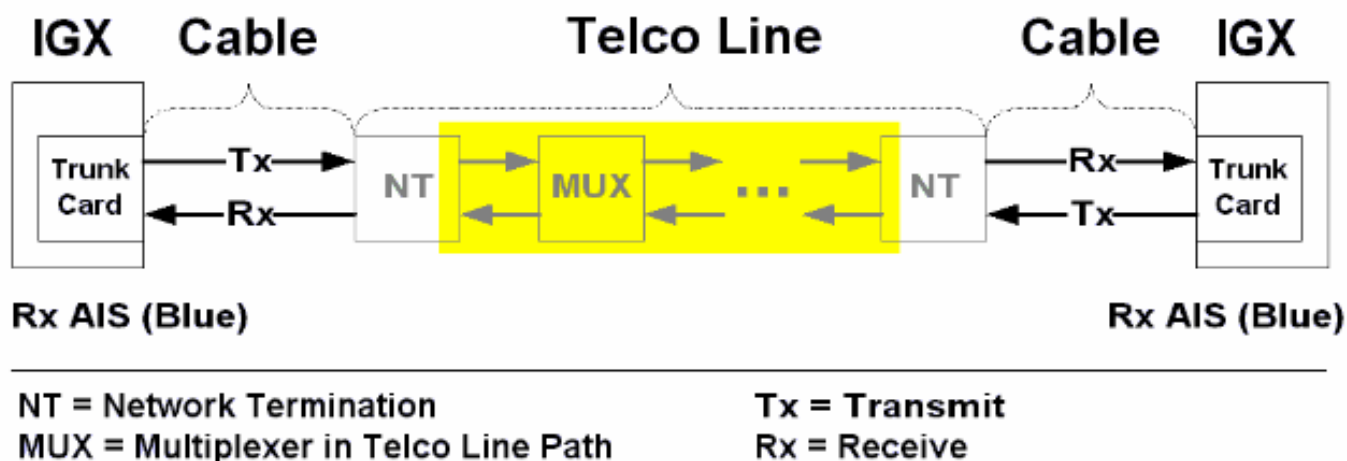 IGX Cable Telco Line Cable IGX
Trunk Card
Tx
Rx
NT
MUX
...
NT
Rx
Tx
Trunk Card
Rx AIS (Blue)
Rx AIS (Blue)
NT = Network Termination
Tx = Transmit
MUX = Multiplexer in Telco Line Path
Rx = Receive